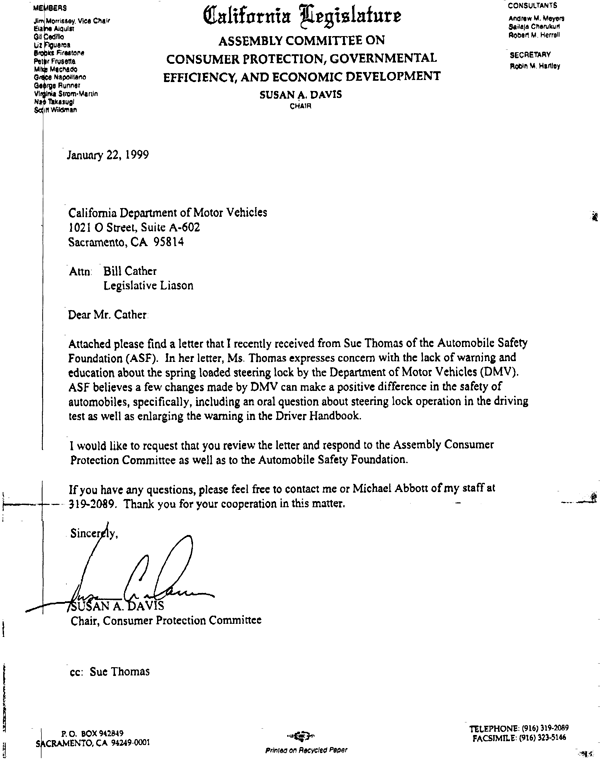 MEMBERS
Jim Morrissey, Vice Chair
Elaine Alquist
Gil Cedillo
Liz Figueroa
Brooks Firestone
Peter Frusetta
Mike Machado
Grace Napolitano
George Runner
Virginia Strom-Martin
Nao Takasugi
Scott Wildman
California Legislature
ASSEMBLY COMMITTEE ON
CONSUMER PROTECTION, GOVERNMENTAL
EFFICIENCY, AND ECONOMIC DEVELOPMENT
SUSAN A. DAVIS
CHAIR
CONSULTANTS
Andrew M. Meyers
Sailaja Cherukuri
Robert M. Herrell
SECRETARY
Robin M. Hartley
January 22, 1999
California Department of Motor Vehicles
1021 O Street, Suite A-602
Sacramento, CA 95814
Attn: Bill Cather
Legislative Liason
Dear Mr. Cather
Attached please find a letter that I recently received from Sue Thomas of the Automobile Safety
Foundation (ASF). In her letter, Ms. Thomas expresses concern with the lack of warning and
education about the spring loaded steering lock by the Department of Motor Vehicles (DMV).
ASF believes a few changes made by DMV can make a positive difference in the safety of
automobiles, specifically, including an oral question about steering lock operation in the driving
test as well as enlarging the warning in the Driver Handbook.
I would like to request that you review the letter and respond to the Assembly Consumer
Protection Committee as well as to the Automobile Safety Foundation.
If you have any questions, please feel free to contact me or Michael Abbott of my staff at
319-2089. Thank you for your cooperation in this matter.
Sincerely,
SUSAN A. DAVIS
Chair, Consumer Protection Committee
cc: Sue Thomas
P.O. BOX 942849
SACRAMENTO, CA 94249-0001
Printed on Recycled Paper
TELEPHONE: (916) 319-2089
FACSIMILE: (916) 323-5146